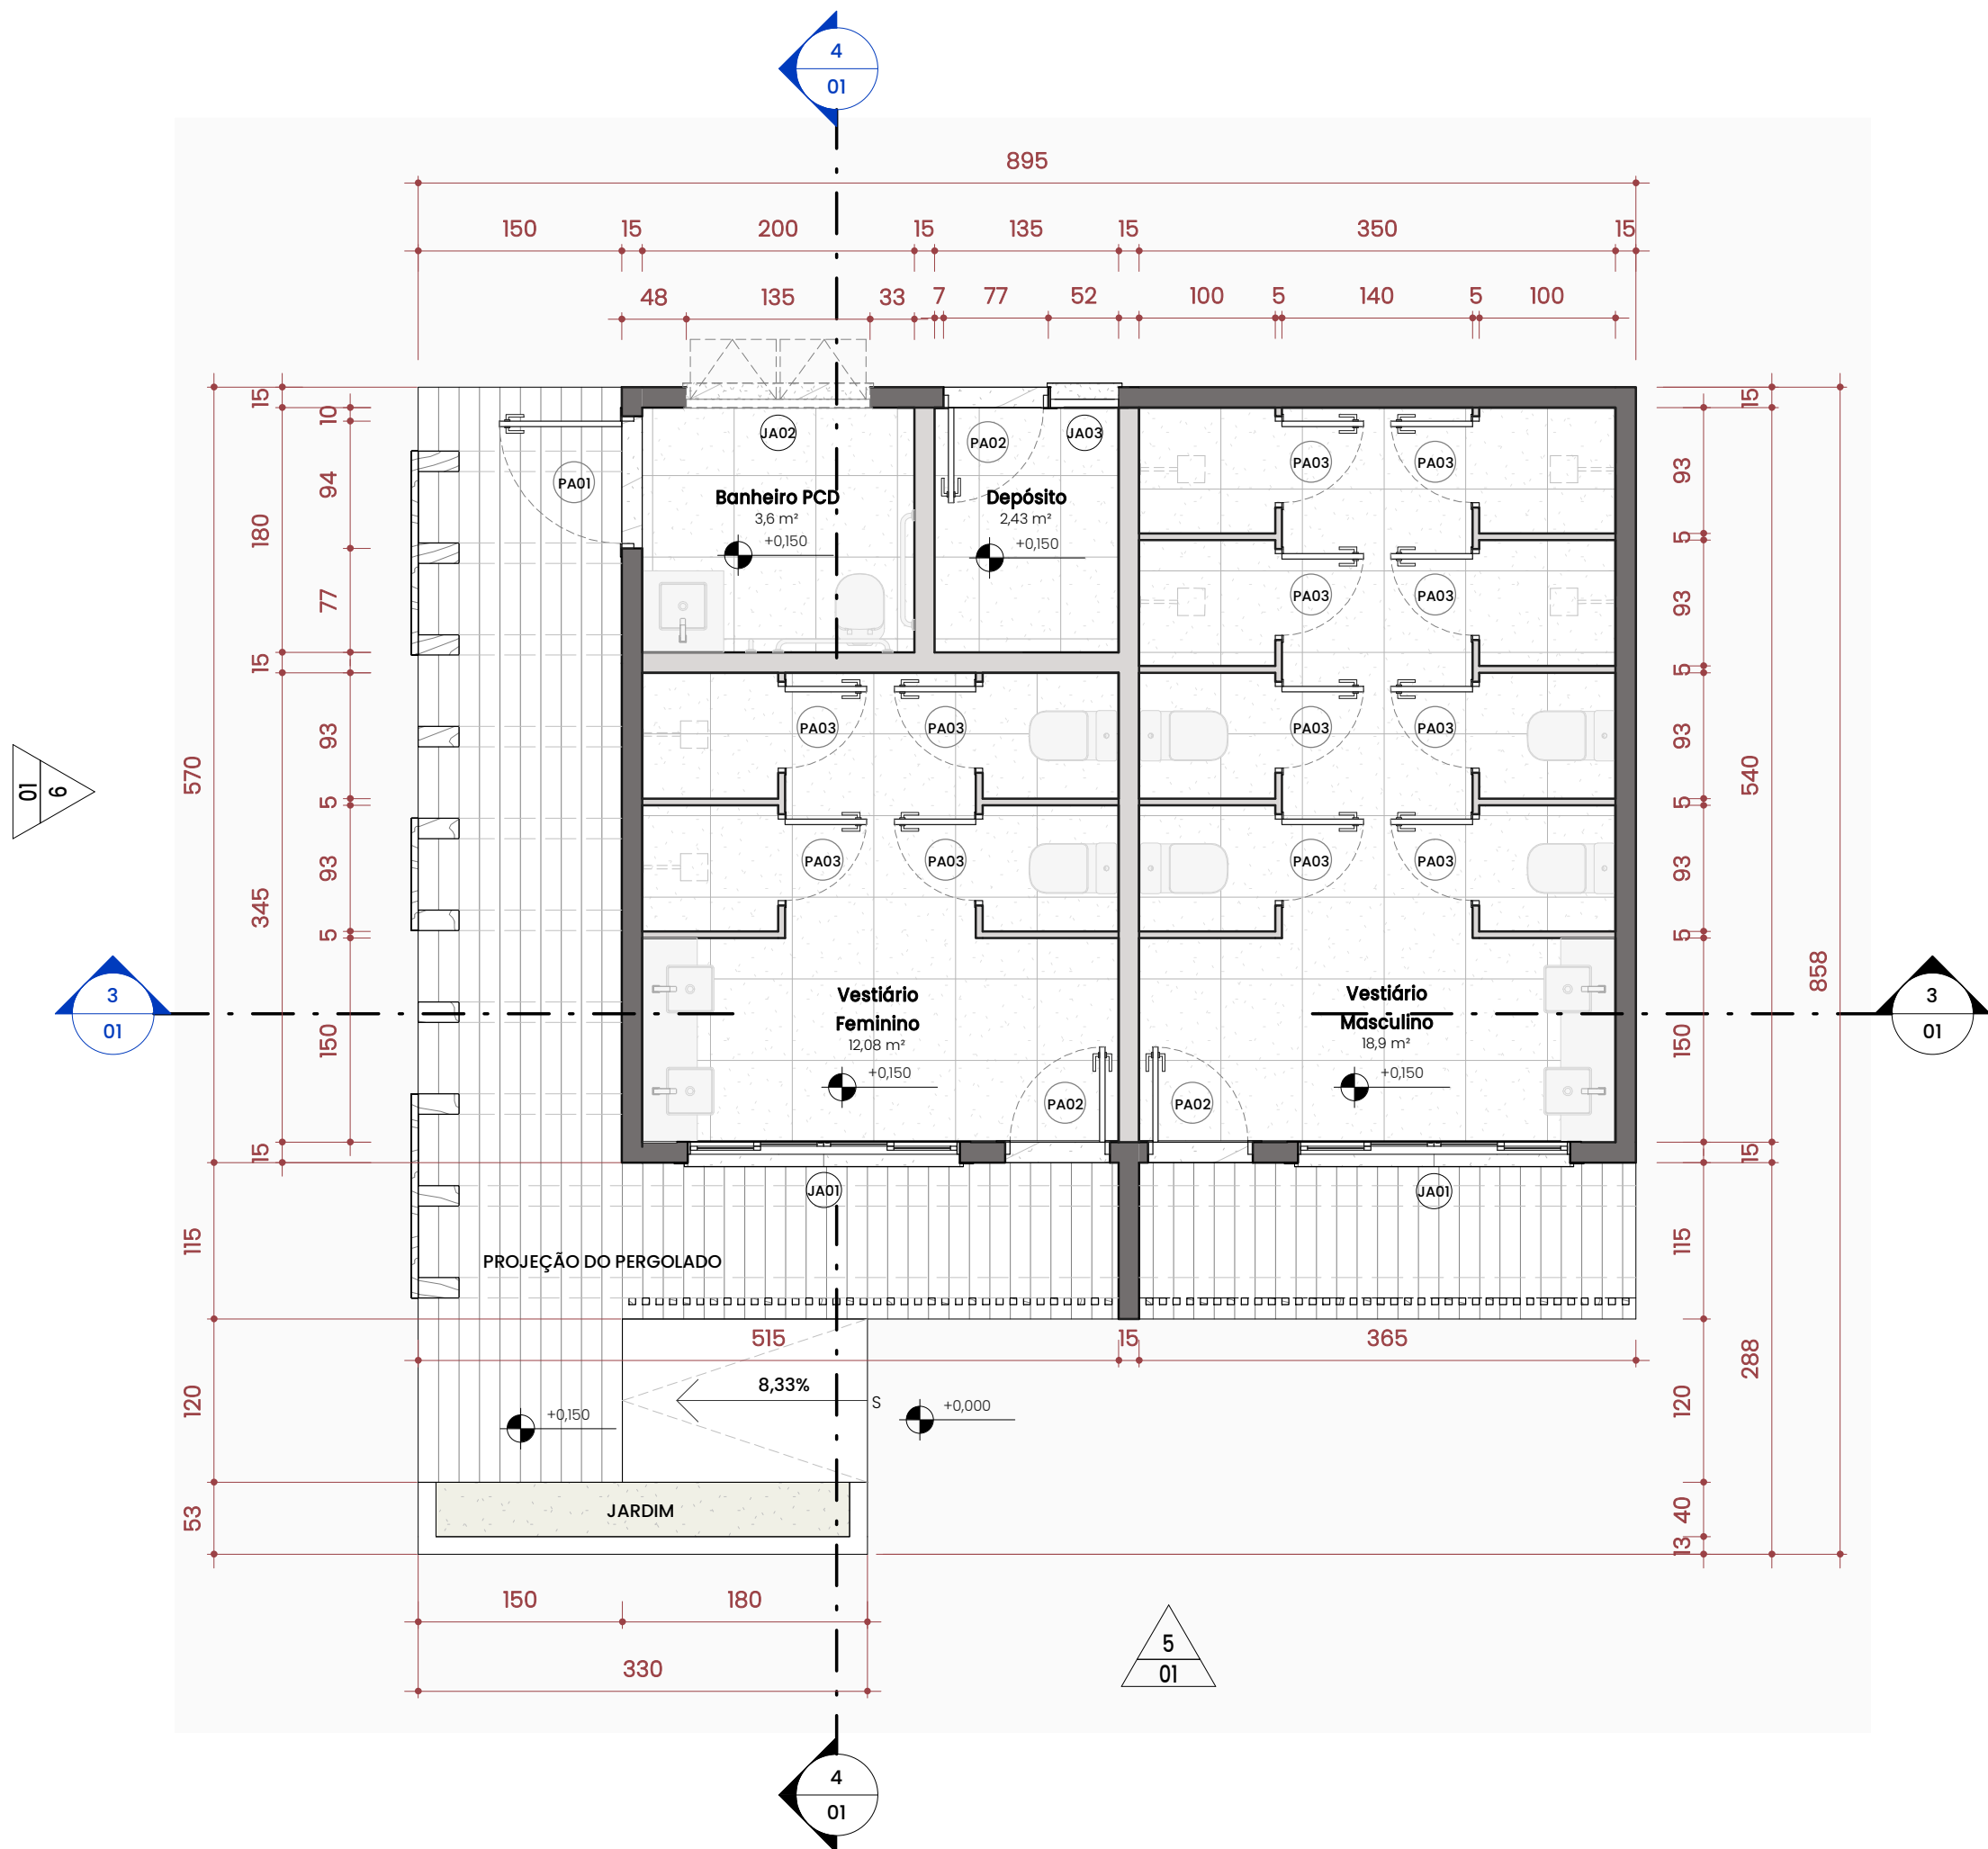 4
01
895
150 15 200 15 135 15 350 15
48 135 33 7 77 52 100 5 140 5 100
15
10
94
180
77
15
93
5
93
345
5
150
15
570
115
120
53
15
93
5
93
5
93
5
93
5
150
15
540
858
115
288
120
40
13
JA02
PA02
JA03
PA03
PA03
PA01
Banheiro PCD
3,6 m²
+0,150
Depósito
2,43 m²
+0,150
PA03
PA03
PA03
PA03
PA03
PA03
PA03
PA03
PA03
PA03
01
6
3
01
Vestiário
Feminino
12,08 m²
+0,150
Vestiário
Masculino
18,9 m²
+0,150
3
01
PA02
PA02
JA01
JA01
PROJEÇÃO DO PERGOLADO
515 15 365
8,33%
S
+0,150
+0,000
JARDIM
150 180
330
5
01
4
01